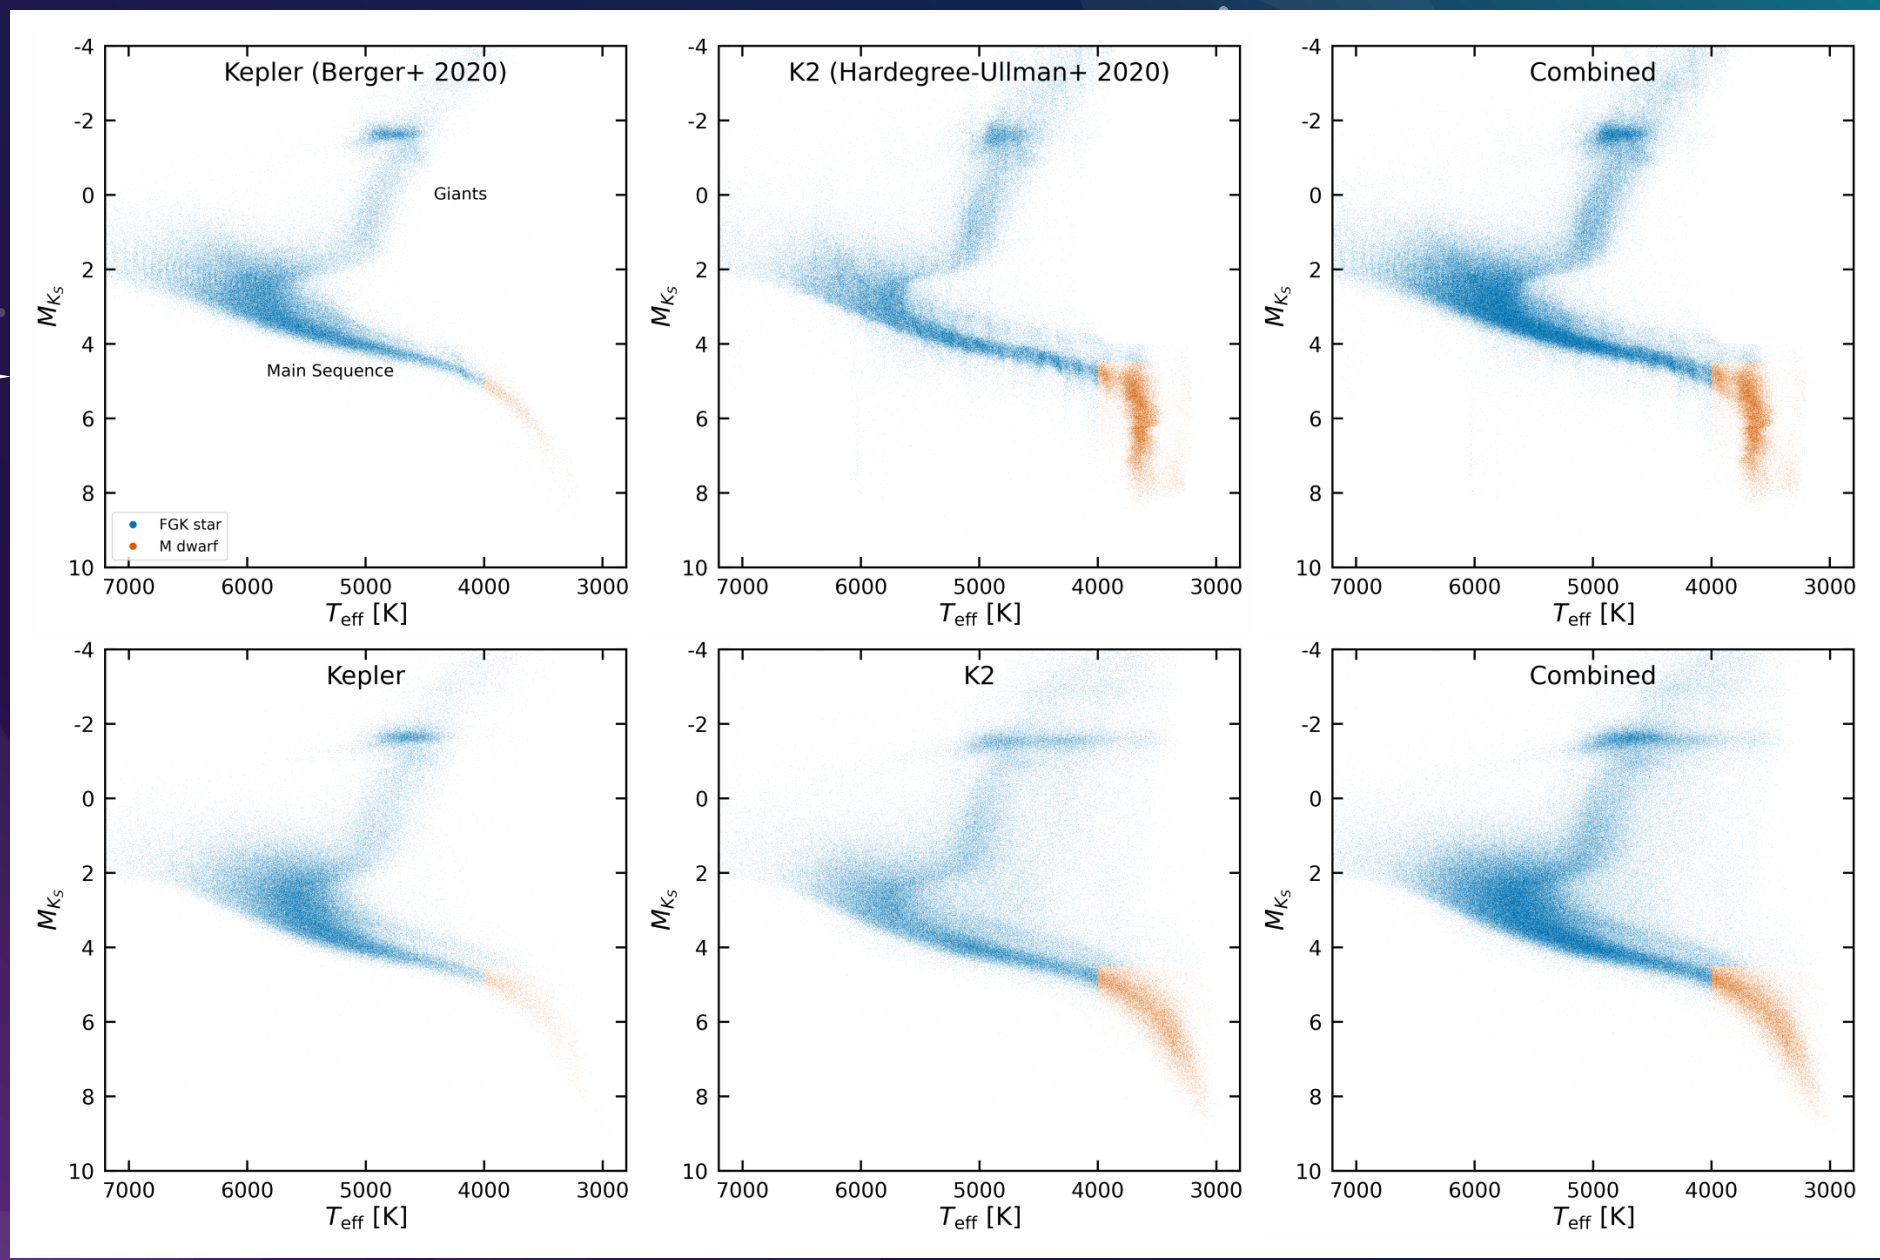 Kepler (Berger+ 2020)
-4
-2
0
2
4
6
8
10
M_Ks
Giants
Main Sequence
FGK star
M dwarf
7000 6000 5000 4000 3000
T_eff [K]
K2 (Hardegree-Ullman+ 2020)
-4
-2
0
2
4
6
8
10
M_Ks
7000 6000 5000 4000 3000
T_eff [K]
Combined
-4
-2
0
2
4
6
8
10
M_Ks
7000 6000 5000 4000 3000
T_eff [K]
Kepler
-4
-2
0
2
4
6
8
10
M_Ks
7000 6000 5000 4000 3000
T_eff [K]
K2
-4
-2
0
2
4
6
8
10
M_Ks
7000 6000 5000 4000 3000
T_eff [K]
Combined
-4
-2
0
2
4
6
8
10
M_Ks
7000 6000 5000 4000 3000
T_eff [K]